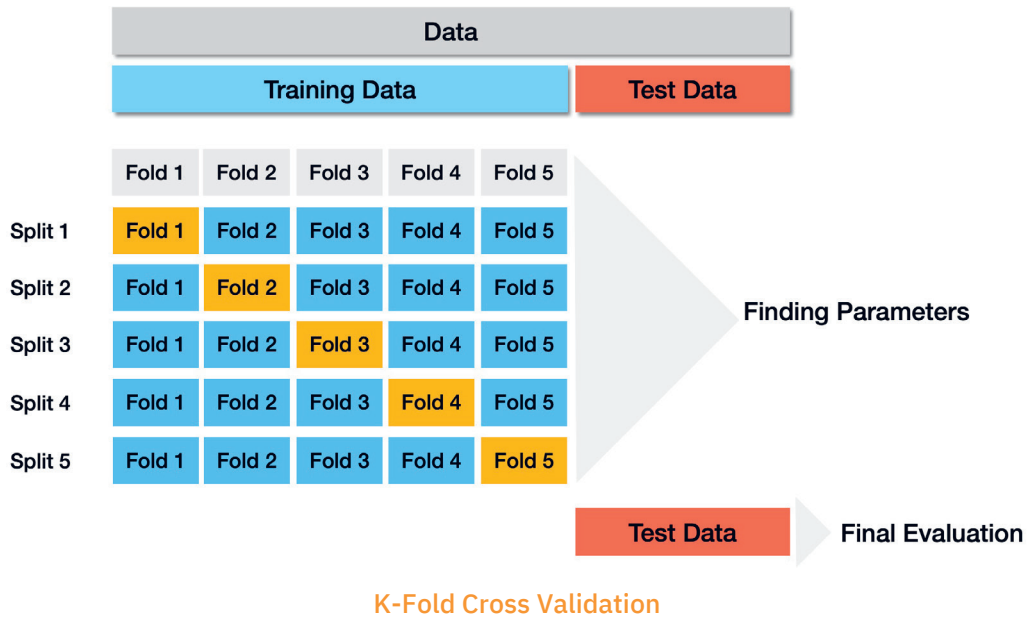 Data
Training Data Test Data
Fold 1 Fold 2 Fold 3 Fold 4 Fold 5
Split 1 Fold 1 Fold 2 Fold 3 Fold 4 Fold 5
Split 2 Fold 1 Fold 2 Fold 3 Fold 4 Fold 5
Finding Parameters
Split 3 Fold 1 Fold 2 Fold 3 Fold 4 Fold 5
Split 4 Fold 1 Fold 2 Fold 3 Fold 4 Fold 5
Split 5 Fold 1 Fold 2 Fold 3 Fold 4 Fold 5
Test Data Final Evaluation
K-Fold Cross Validation